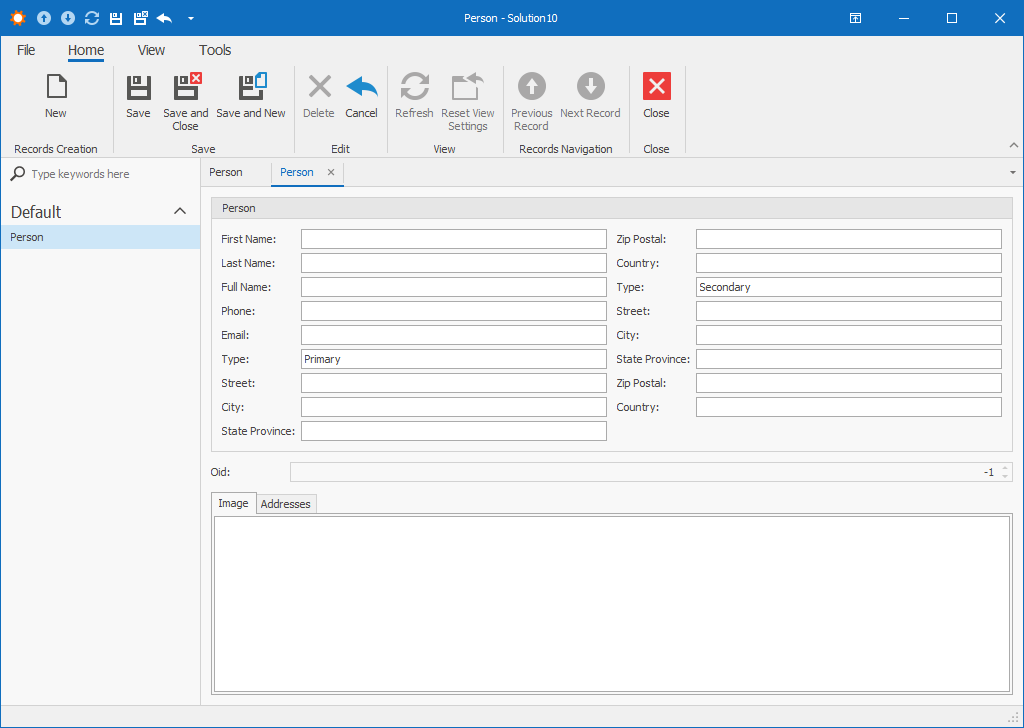 Person - Solution10
File Home View Tools
New
Save
Save and Close
Save and New
Delete
Cancel
Refresh
Reset View Settings
Previous Record
Next Record
Close
Records Creation
Save
Edit
View
Records Navigation
Close
Type keywords here
Default
Person
Person
Person
Person
First Name:
Last Name:
Full Name:
Phone:
Email:
Type: Primary
Street:
City:
State Province:
Zip Postal:
Country:
Type: Secondary
Street:
City:
State Province:
Zip Postal:
Country:
Oid: -1
Image Addresses